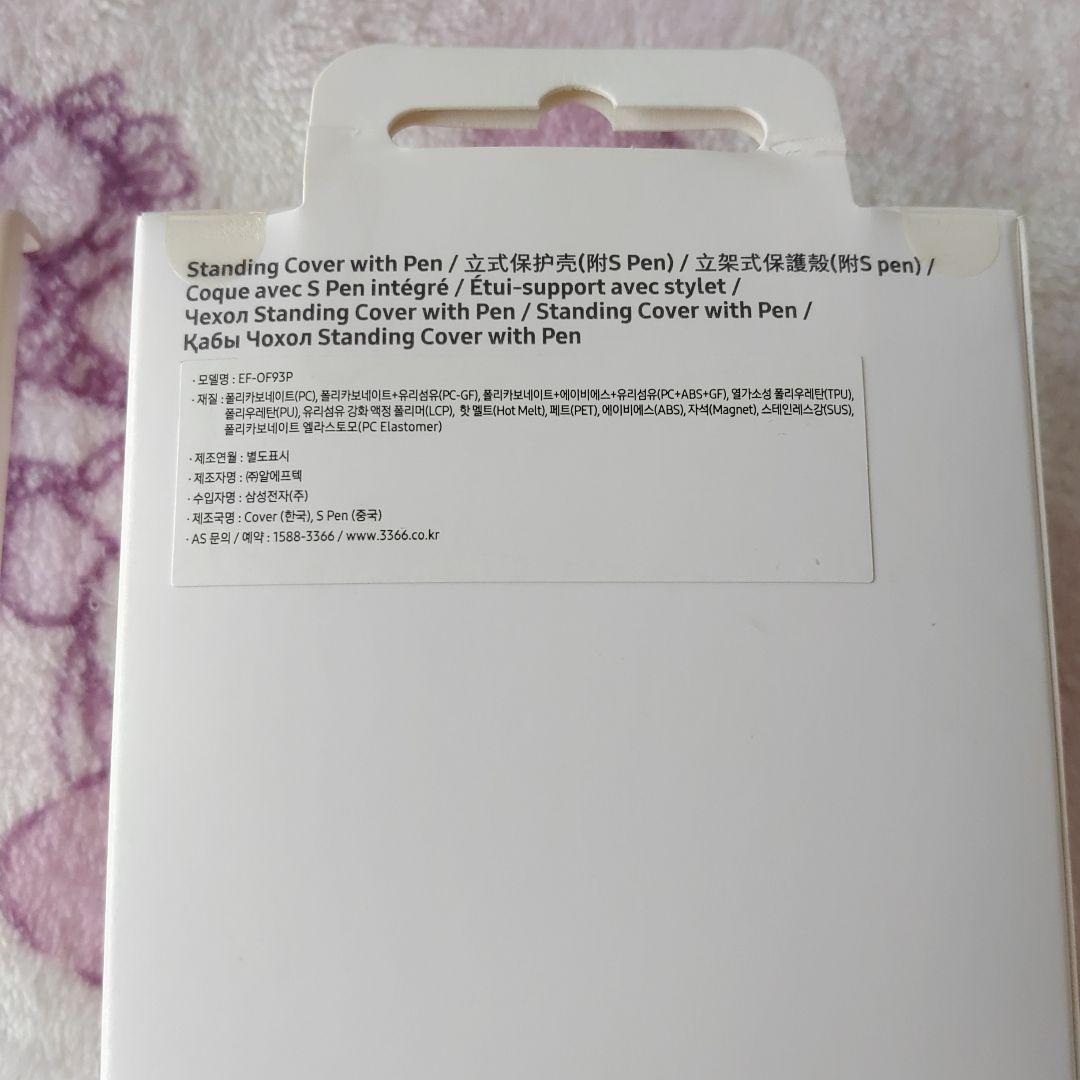 Standing Cover with Pen / 立式保护壳(附S Pen) / 立架式保護殼(附S pen) /
Coque avec S Pen intégré / Étui-support avec stylet /
Чехол Standing Cover with Pen / Standing Cover with Pen /
Қабы Чохол Standing Cover with Pen
· 모델명 : EF-OF93P
· 재질 : 폴리카보네이트(PC), 폴리카보네이트+유리섬유(PC-GF), 폴리카보네이트+에이비에스+유리섬유(PC+ABS+GF), 열가소성 폴리우레탄(TPU),
폴리우레탄(PU), 유리섬유 강화 액정 폴리머(LCP), 핫 멜트(Hot Melt), 페트(PET), 에이비에스(ABS), 자석(Magnet), 스테인레스강(SUS),
폴리카보네이트 엘라스토모(PC Elastomer)
· 제조연월 : 별도표시
· 제조자명 : ㈜알에프텍
· 수입자명 : 삼성전자(주)
· 제조국명 : Cover (한국), S Pen (중국)
· AS 문의 / 예약 : 1588-3366 / www.3366.co.kr